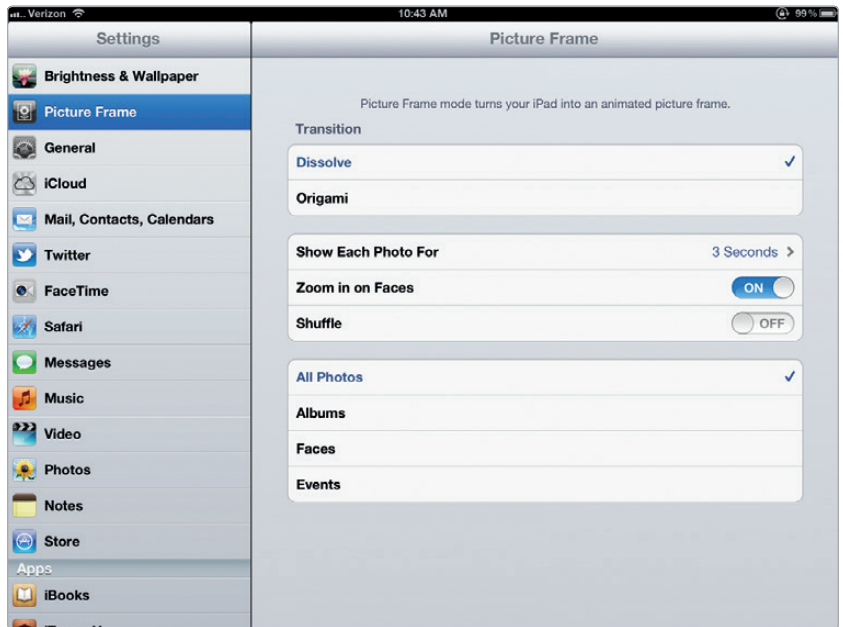 Verizon
10:43 AM
99%
Settings
Brightness & Wallpaper
Picture Frame
General
iCloud
Mail, Contacts, Calendars
Twitter
FaceTime
Safari
Messages
Music
Video
Photos
Notes
Store
Apps
iBooks
Picture Frame
Picture Frame mode turns your iPad into an animated picture frame.
Transition
Dissolve
Origami
Show Each Photo For 3 Seconds
Zoom in on Faces ON
Shuffle OFF
All Photos
Albums
Faces
Events